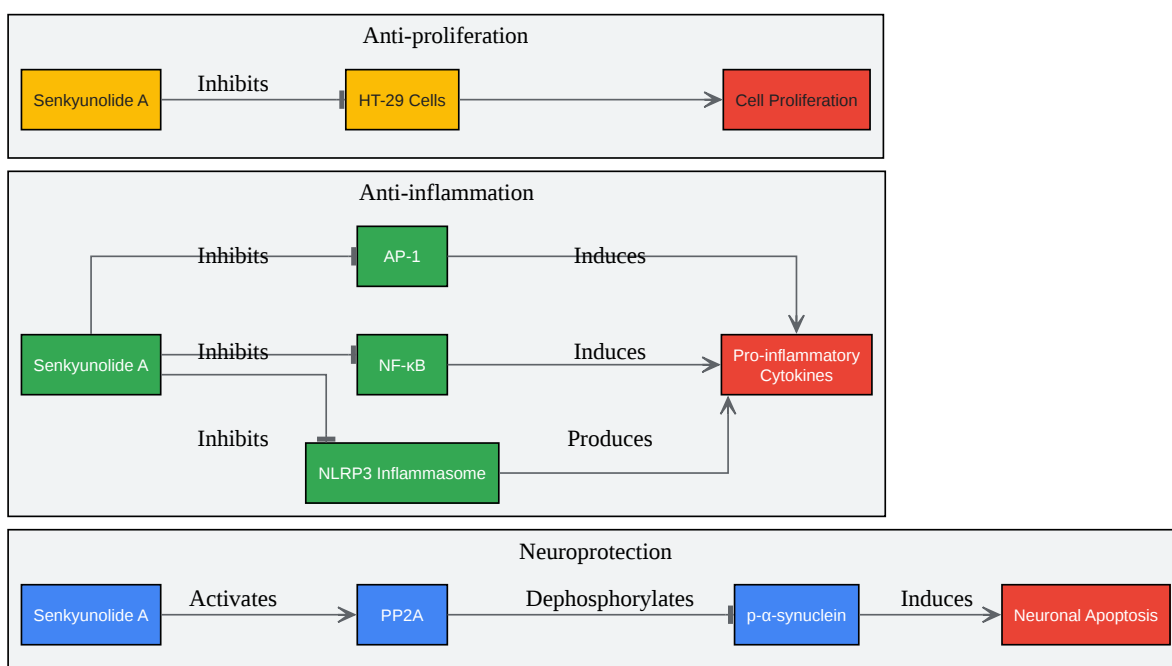 Anti-proliferation
Senkyunolide A
Inhibits
HT-29 Cells
Cell Proliferation
Anti-inflammation
Inhibits
AP-1
Induces
Senkyunolide A
Inhibits
NF-κB
Induces
Pro-inflammatory
Cytokines
Inhibits
NLRP3 Inflammasome
Produces
Neuroprotection
Senkyunolide A
Activates
PP2A
Dephosphorylates
p-α-synuclein
Induces
Neuronal Apoptosis